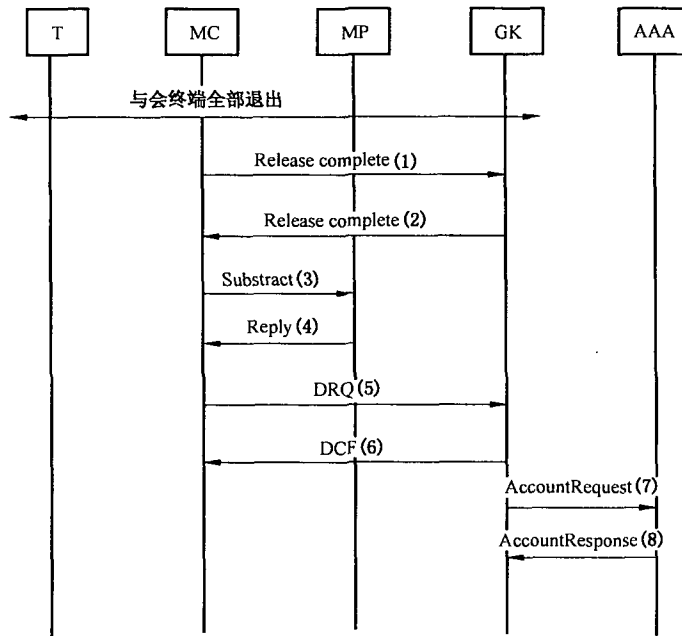 T MC MP GK AAA
与会终端全部退出
Release complete (1)
Release complete (2)
Substract (3)
Reply (4)
DRQ (5)
DCF (6)
AccountRequest (7)
AccountResponse (8)